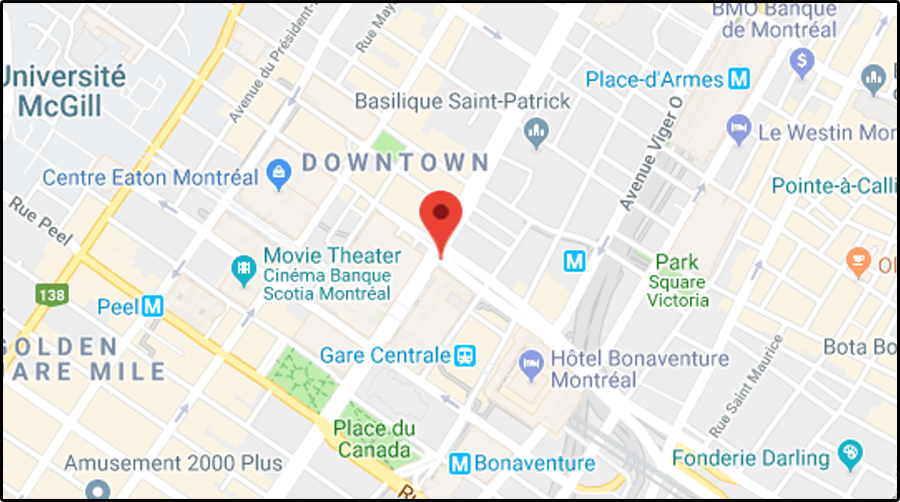 BMO Banque
de Montréal
Rue May
Avenue du Président-
Université
McGill
Place-d'Armes M
Basilique Saint-Patrick
Avenue Viger O
Le Westin Mon
DOWNTOWN
Centre Eaton Montréal
Pointe-à-Calli
Rue Peel
Movie Theater
Cinéma Banque
Scotia Montréal
M
Park
Square
Victoria
Ol
138
Peel M
GOLDEN
ARE MILE
Gare Centrale
Hôtel Bonaventure
Montréal
Bota Bo
Rue Saint Maurice
Place du
Canada
Amusement 2000 Plus
M Bonaventure
Fonderie Darling
Ru